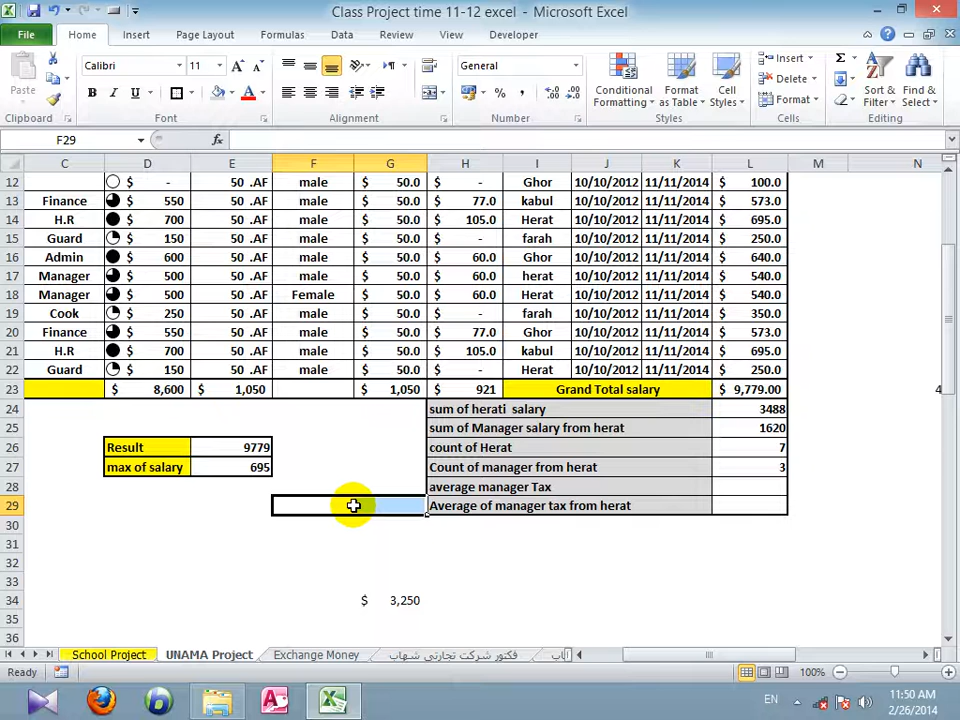 Class Project time 11-12 excel - Microsoft Excel
File Home Insert Page Layout Formulas Data Review View Developer
Paste Calibri 11 General Conditional Formatting Format as Table Cell Styles Insert Delete Format Sort & Filter Find & Select
Clipboard Font Alignment Number Styles Cells Editing
F29 fx
C D E F G H I J K L M N
12 $ - 50 .AF male $ 50.0 $ - Ghor 10/10/2012 11/11/2014 $ 100.0
13 Finance $ 550 50 .AF male $ 50.0 $ 77.0 kabul 10/10/2012 11/11/2014 $ 573.0
14 H.R $ 700 50 .AF male $ 50.0 $ 105.0 Herat 10/10/2012 11/11/2014 $ 695.0
15 Guard $ 150 50 .AF male $ 50.0 $ - farah 10/10/2012 11/11/2014 $ 250.0
16 Admin $ 600 50 .AF male $ 50.0 $ 60.0 Ghor 10/10/2012 11/11/2014 $ 640.0
17 Manager $ 500 50 .AF male $ 50.0 $ 60.0 herat 10/10/2012 11/11/2014 $ 540.0
18 Manager $ 500 50 .AF Female $ 50.0 $ 60.0 Herat 10/10/2012 11/11/2014 $ 540.0
19 Cook $ 250 50 .AF male $ 50.0 $ - farah 10/10/2012 11/11/2014 $ 350.0
20 Finance $ 550 50 .AF male $ 50.0 $ 77.0 Ghor 10/10/2012 11/11/2014 $ 573.0
21 H.R $ 700 50 .AF male $ 50.0 $ 105.0 kabul 10/10/2012 11/11/2014 $ 695.0
22 Guard $ 150 50 .AF male $ 50.0 $ - Herat 10/10/2012 11/11/2014 $ 250.0
23 $ 8,600 $ 1,050 $ 1,050 $ 921 Grand Total salary $ 9,779.00 4
24 sum of herati salary 3488
25 sum of Manager salary from herat 1620
26 Result 9779 count of Herat 7
27 max of salary 695 Count of manager from herat 3
28 average manager Tax
29 Average of manager tax from herat
30
31
32
33
34 $ 3,250
35
36
School Project UNAMA Project Exchange Money فکتور شرکت تجارتی شهاب
Ready 100%
EN 11:50 AM
2/26/2014